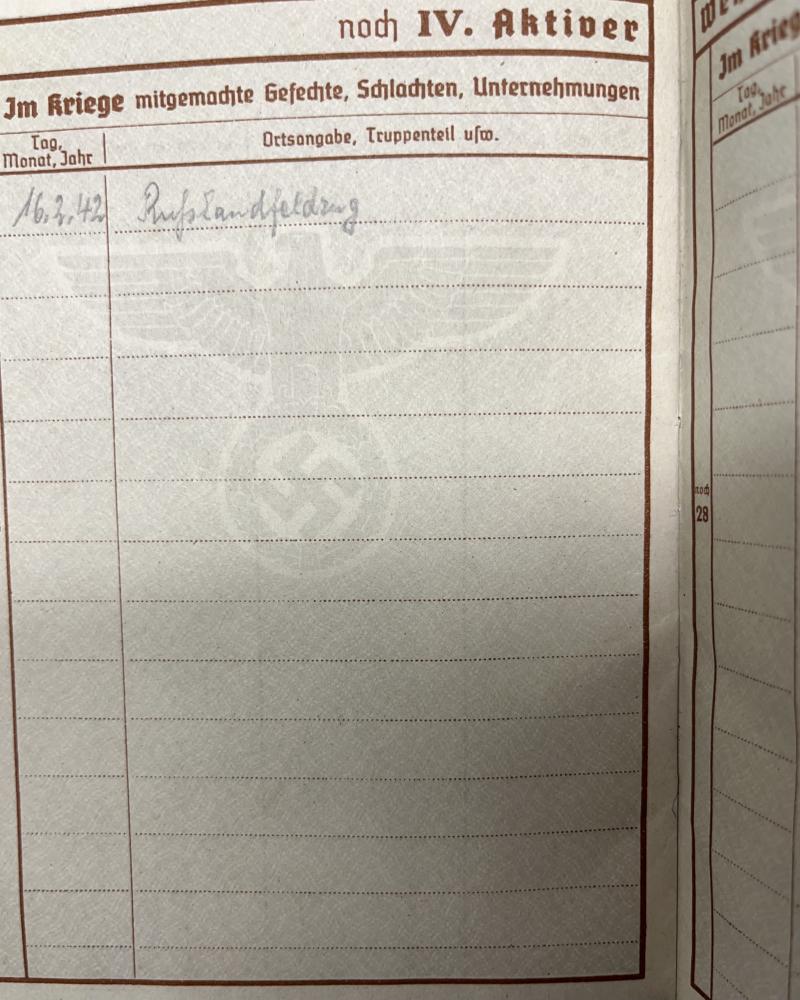 noch IV. Aktiver
Im Kriege mitgemachte Gefechte, Schlachten, Unternehmungen
Tag, Monat, Jahr
Ortsangabe, Truppenteil usw.
16.2.42 Rußlandfeldzug
noch
28
Im Krieg
Tag,
Monat, Jahr